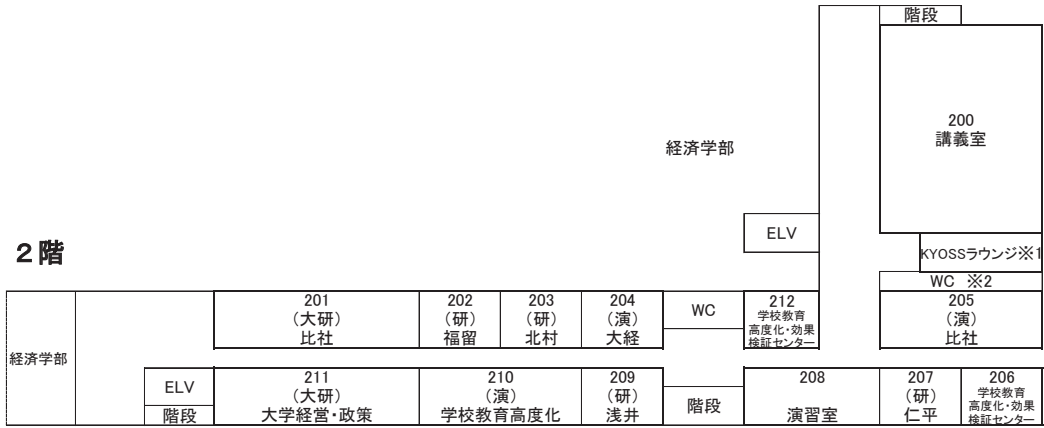 階段
200
講義室
経済学部
ELV
2階
KYOSSラウンジ※1
WC ※2
201
(大研)
比社
202
(研)
福留
203
(研)
北村
204
(演)
大経
WC
212
学校教育
高度化・効果
検証センター
205
(演)
比社
経済学部
ELV
階段
211
(大研)
大学経営・政策
210
(演)
学校教育高度化
209
(研)
浅井
階段
208
演習室
207
(研)
仁平
206
学校教育
高度化・効果
検証センター